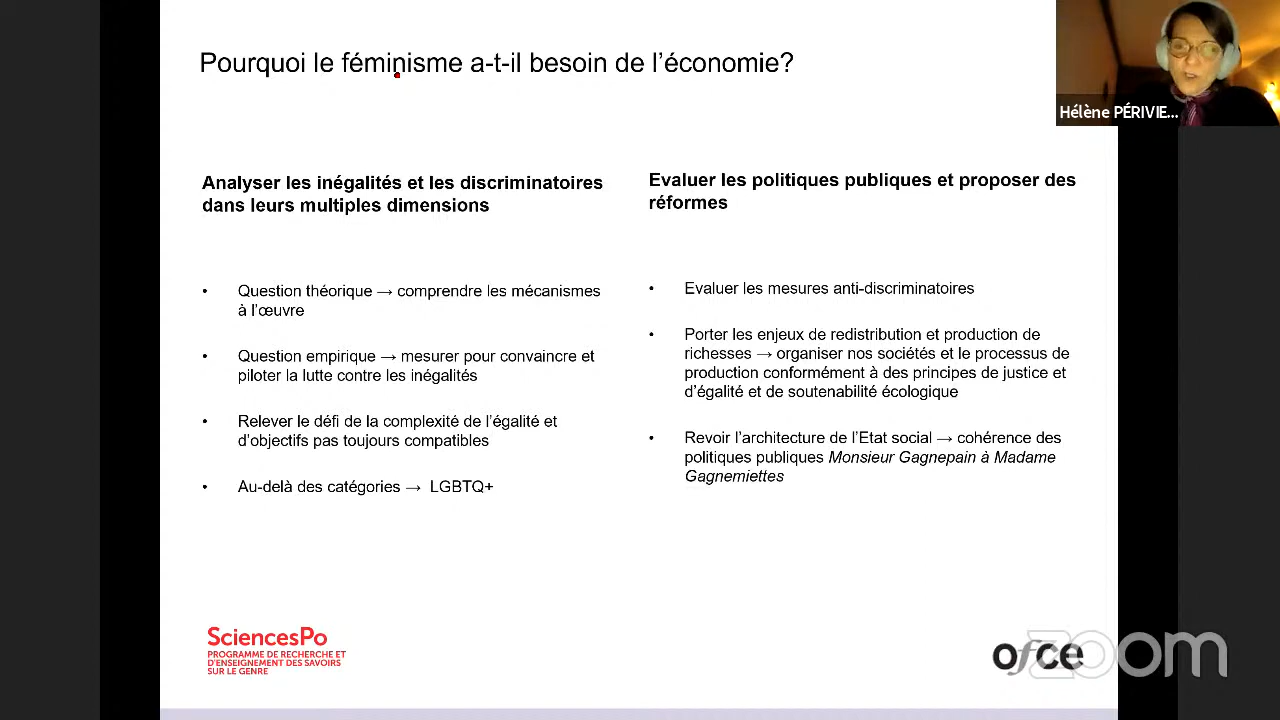 Pourquoi le féminisme a-t-il besoin de l'économie?
Hélène PÉRIVIE...
Analyser les inégalités et les discriminatoires
dans leurs multiples dimensions
• Question théorique → comprendre les mécanismes
à l'œuvre
• Question empirique → mesurer pour convaincre et
piloter la lutte contre les inégalités
• Relever le défi de la complexité de l'égalité et
d'objectifs pas toujours compatibles
• Au-delà des catégories → LGBTQ+
Evaluer les politiques publiques et proposer des
réformes
• Evaluer les mesures anti-discriminatoires
• Porter les enjeux de redistribution et production de
richesses → organiser nos sociétés et le processus de
production conformément à des principes de justice et
d'égalité et de soutenabilité écologique
• Revoir l'architecture de l'Etat social → cohérence des
politiques publiques Monsieur Gagnepain à Madame
Gagnemiettes
SciencesPo
PROGRAMME DE RECHERCHE ET
D'ENSEIGNEMENT DES SAVOIRS
SUR LE GENRE
ofce
zoom